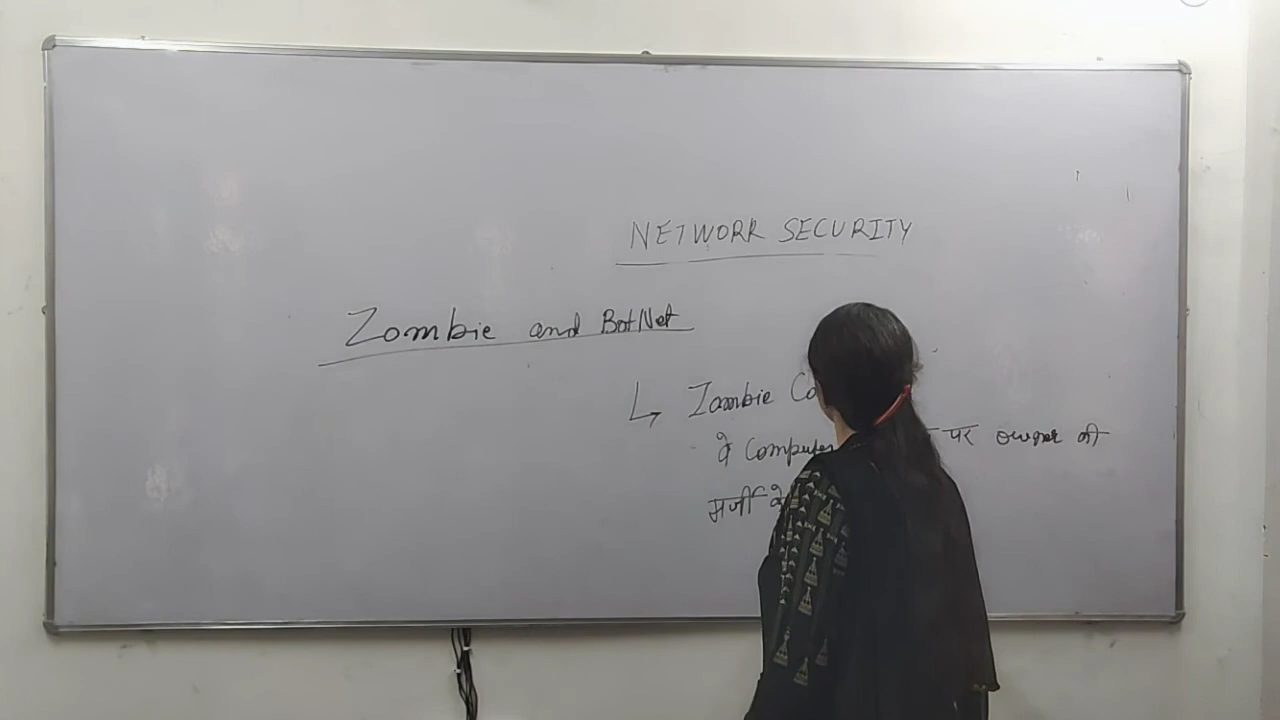 NETWORK SECURITY
Zombie and BotNet
↳ Zombie Co
वे Computer पर owner की
मर्जी के